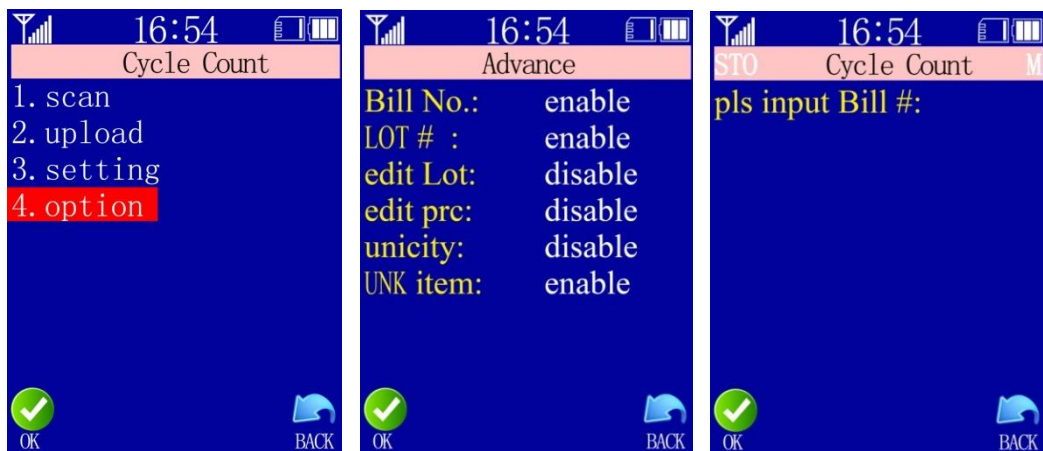 16:54
Cycle Count
1.scan
2.upload
3.setting
4.option
OK BACK
16:54
Advance
Bill No.: enable
LOT # : enable
edit Lot: disable
edit prc: disable
unicity: disable
UNK item: enable
OK BACK
16:54
STO Cycle Count M
pls input Bill #:
OK BACK